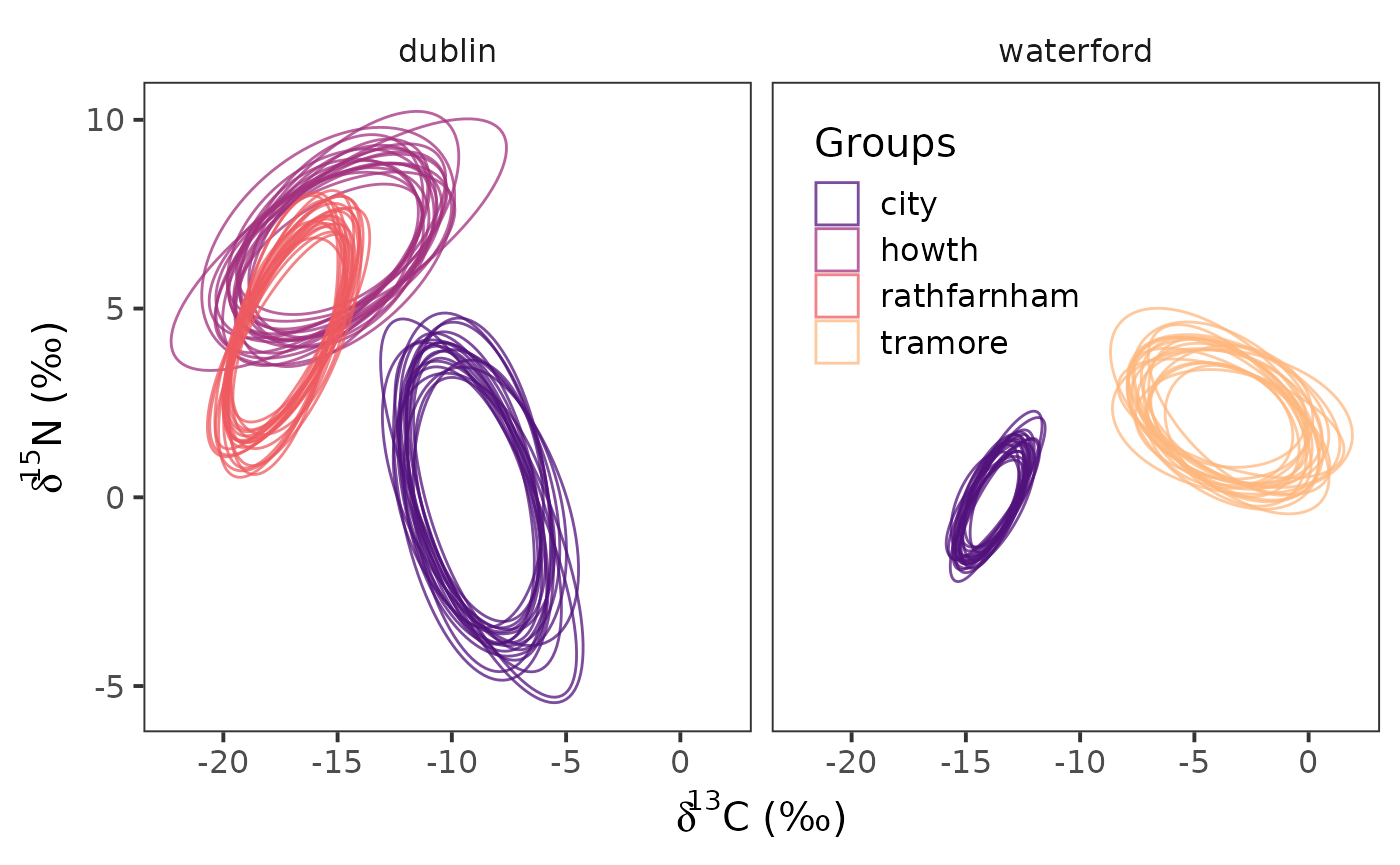 dublin
waterford
10
5
0
-5
δ¹⁵N (‰)
Groups
city
howth
rathfarnham
tramore
-20 -15 -10 -5 0
-20 -15 -10 -5 0
δ¹³C (‰)